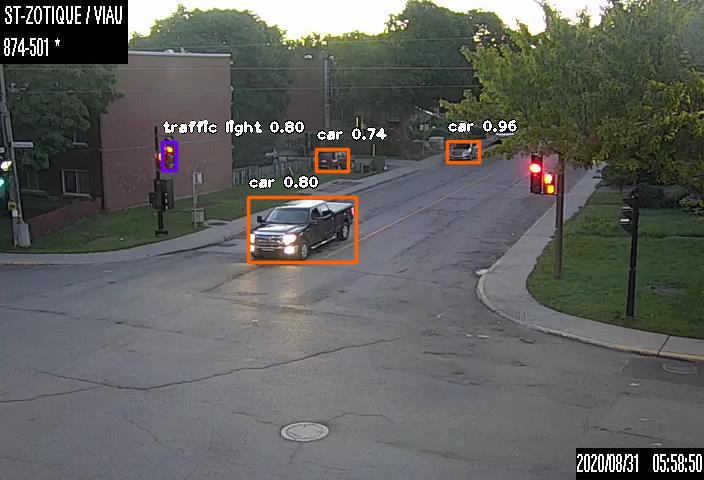 ST-ZOTIQUE / VIAU
874-501 *
traffic light 0.80
car 0.74
car 0.96
car 0.80
2020/08/31 05:58:50